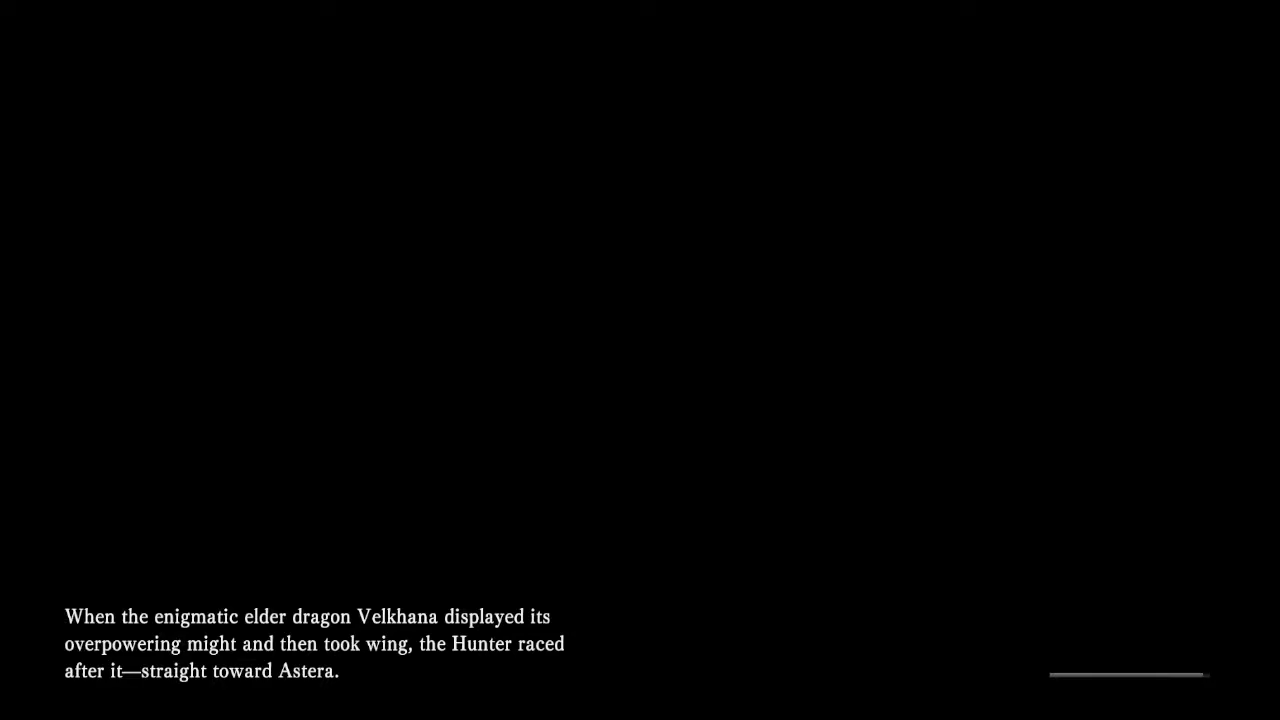 When the enigmatic elder dragon Velkhana displayed its
overpowering might and then took wing, the Hunter raced
after it—straight toward Astera.